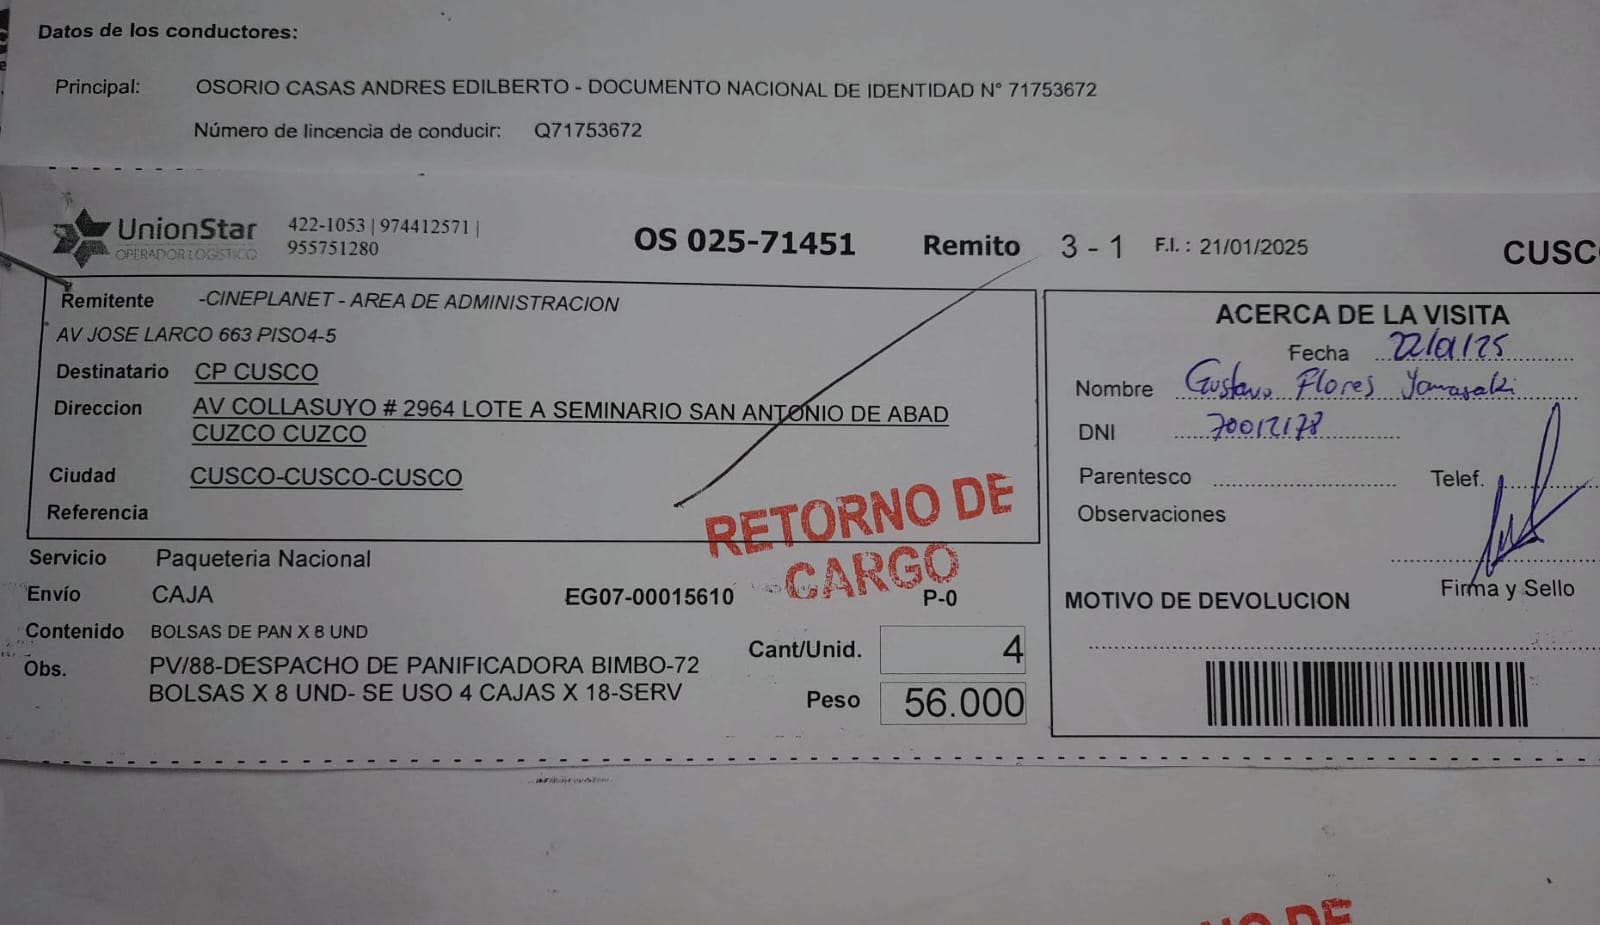 Datos de los conductores:
Principal: OSORIO CASAS ANDRES EDILBERTO - DOCUMENTO NACIONAL DE IDENTIDAD N° 71753672
Número de lincencia de conducir: Q71753672
UnionStar
OPERADOR LOGISTICO
422-1053 | 974412571 |
955751280
OS 025-71451 Remito 3 - 1 F.I. : 21/01/2025 CUSC
Remitente -CINEPLANET - AREA DE ADMINISTRACION
AV JOSE LARCO 663 PISO4-5
Destinatario CP CUSCO
Direccion AV COLLASUYO # 2964 LOTE A SEMINARIO SAN ANTONIO DE ABAD
CUZCO CUZCO
Ciudad CUSCO-CUSCO-CUSCO
Referencia
RETORNO DE
CARGO
Servicio Paqueteria Nacional
Envío CAJA EG07-00015610 P-0
Contenido BOLSAS DE PAN X 8 UND
Obs. PV/88-DESPACHO DE PANIFICADORA BIMBO-72
BOLSAS X 8 UND- SE USO 4 CAJAS X 18-SERV
Cant/Unid. 4
Peso 56.000
ACERCA DE LA VISITA
Fecha 22/01/25
Nombre Gustavo Flores Yamasaki
DNI 70012178
Parentesco Telef.
Observaciones
Firma y Sello
MOTIVO DE DEVOLUCION
NO DE